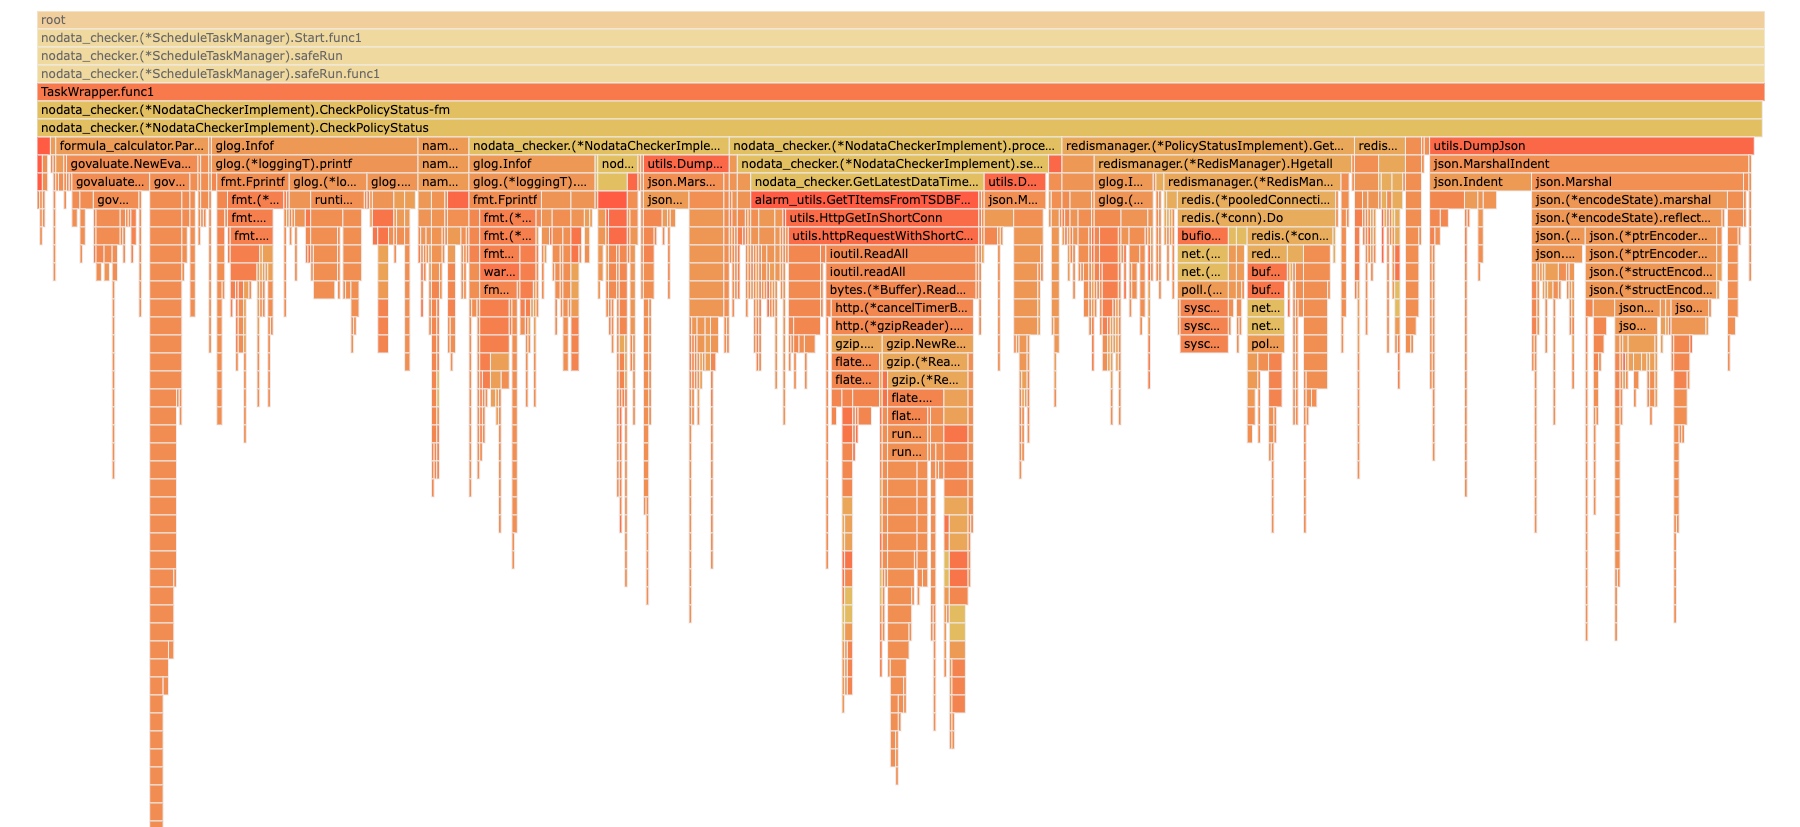 root
nodata_checker.(*ScheduleTaskManager).Start.func1
nodata_checker.(*ScheduleTaskManager).safeRun
nodata_checker.(*ScheduleTaskManager).safeRun.func1
TaskWrapper.func1
nodata_checker.(*NodataCheckerImplement).CheckPolicyStatus-fm
nodata_checker.(*NodataCheckerImplement).CheckPolicyStatus
formula_calculator.Par... glog.Infof nam... nodata_checker.(*NodataCheckerImple... nodata_checker.(*NodataCheckerImplement).proce... redismanager.(*PolicyStatusImplement).Get... redis... utils.DumpJson
govaluate.NewEva... glog.(*loggingT).printf nam... glog.Infof nod... utils.Dump... nodata_checker.(*NodataCheckerImplement).se... redismanager.(*RedisManager).Hgetall json.MarshalIndent
govaluate... gov... fmt.Fprintf glog.(*lo... glog.... nam... glog.(*loggingT).... json.Mars... nodata_checker.GetLatestDataTime... utils.D... glog.I... redismanager.(*RedisMan... json.Indent json.Marshal
gov... fmt.(*... runti... fmt.Fprintf json... alarm_utils.GetTItemsFromTSDBF... json.M... glog.(... redis.(*pooledConnecti... json.(*encodeState).marshal
fmt.... fmt.(*... utils.HttpGetInShortConn redis.(*conn).Do json.(*encodeState).reflect...
fmt.... fmt.(*... utils.httpRequestWithShortC... bufio... redis.(*con... json.(... json.(*ptrEncoder...
fmt... ioutil.ReadAll net.(... red... json.... json.(*ptrEncoder...
war... ioutil.readAll net.(... buf... json.(*structEncod...
fm... bytes.(*Buffer).Read... poll.(... buf... json.(*structEncod...
http.(*cancelTimerB... sysc... net... json... jso...
http.(*gzipReader).... sysc... net... jso...
gzip.... gzip.NewRe... sysc... pol...
flate... gzip.(*Rea...
flate... gzip.(*Re...
flate....
flat...
run...
run...